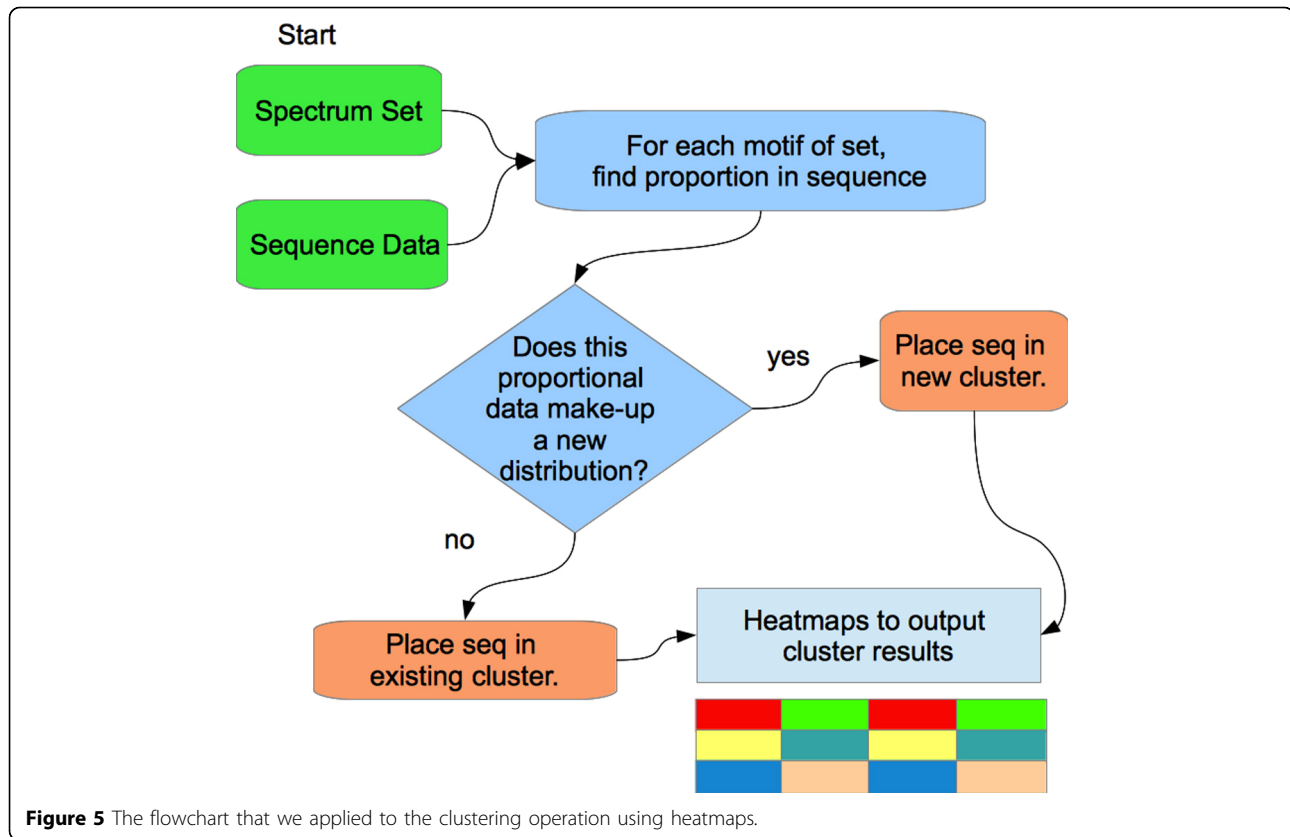 Start
Spectrum Set
Sequence Data
For each motif of set,
find proportion in sequence
Does this
proportional
data make-up
a new
distribution?
yes
Place seq in
new cluster.
no
Place seq in
existing cluster.
Heatmaps to output
cluster results
Figure 5 The flowchart that we applied to the clustering operation using heatmaps.